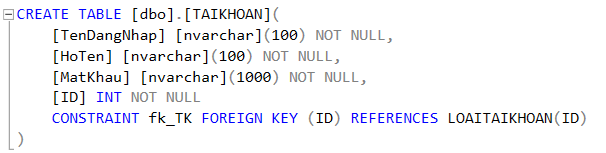 CREATE TABLE [dbo].[TAIKHOAN](
[TenDangNhap] [nvarchar](100) NOT NULL,
[HoTen] [nvarchar](100) NOT NULL,
[MatKhau] [nvarchar](1000) NOT NULL,
[ID] INT NOT NULL
CONSTRAINT fk_TK FOREIGN KEY (ID) REFERENCES LOAITAIKHOAN(ID)
)